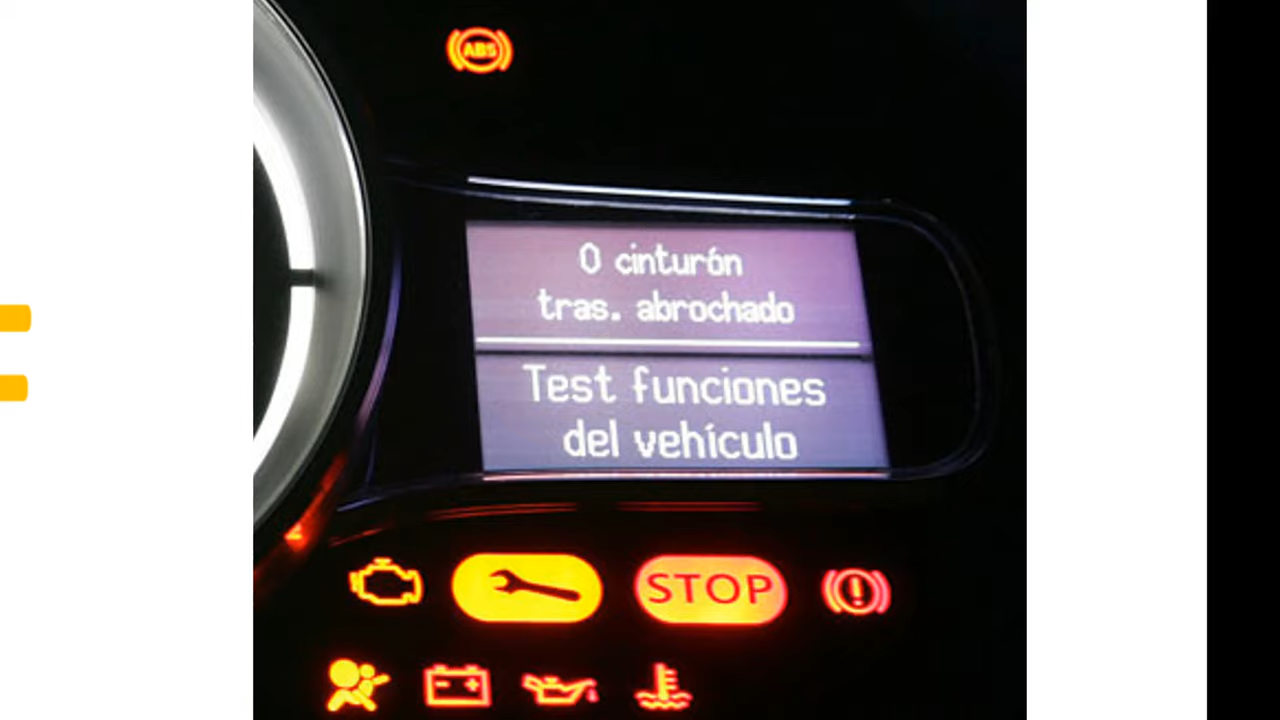 ABS
0 cinturón
tras. abrochado
Test funciones
del vehículo
STOP